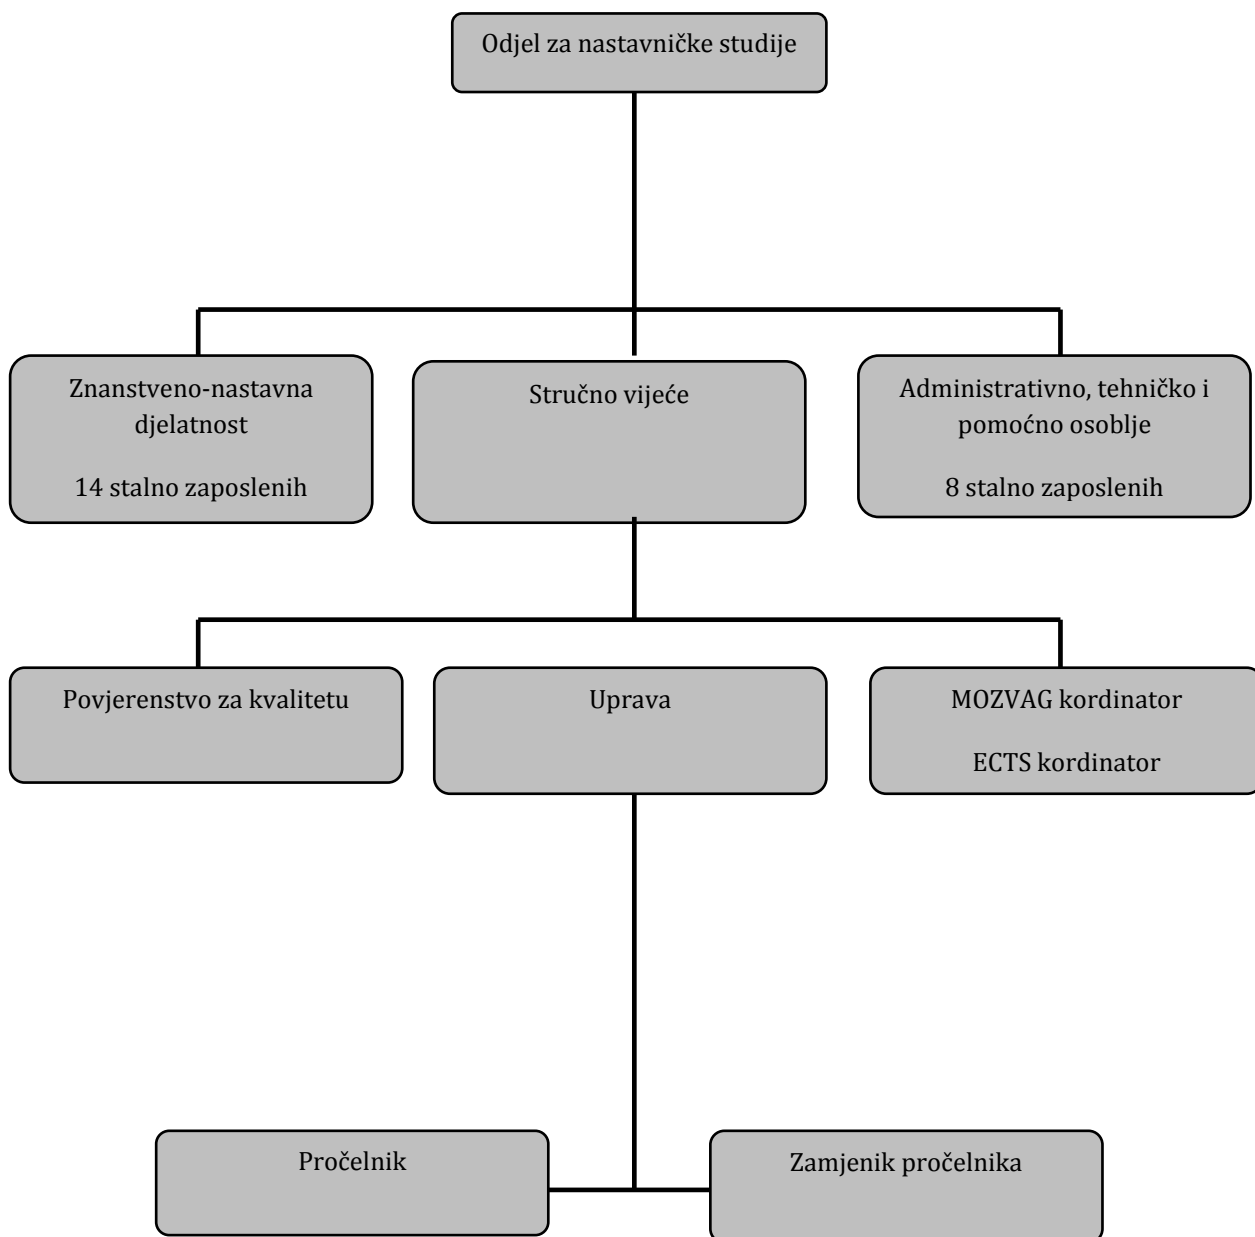 Odjel za nastavničke studije
Znanstveno-nastavna
djelatnost
14 stalno zaposlenih
Stručno vijeće
Administrativno, tehničko i
pomoćno osoblje
8 stalno zaposlenih
Povjerenstvo za kvalitetu
Uprava
MOZVAG kordinator
ECTS kordinator
Pročelnik
Zamjenik pročelnika